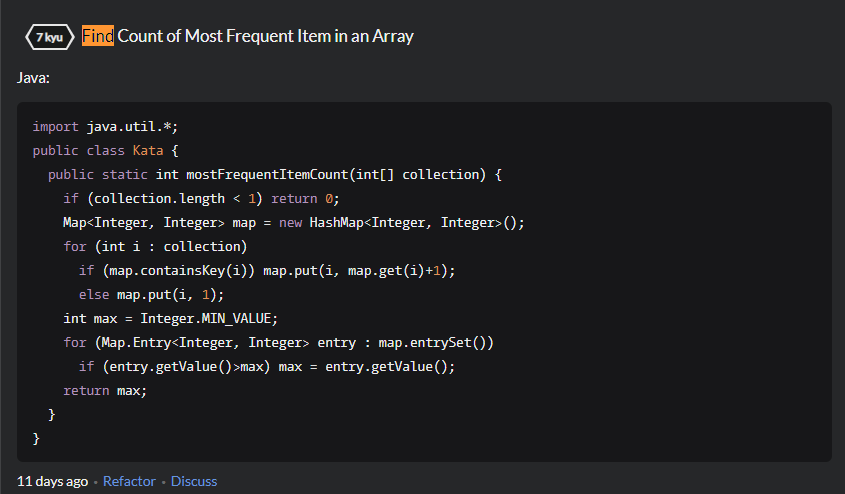 7 kyu Find Count of Most Frequent Item in an Array
Java:
import java.util.*;
public class Kata {
  public static int mostFrequentItemCount(int[] collection) {
    if (collection.length < 1) return 0;
    Map<Integer, Integer> map = new HashMap<Integer, Integer>();
    for (int i : collection)
      if (map.containsKey(i)) map.put(i, map.get(i)+1);
      else map.put(i, 1);
    int max = Integer.MIN_VALUE;
    for (Map.Entry<Integer, Integer> entry : map.entrySet())
      if (entry.getValue()>max) max = entry.getValue();
    return max;
  }
}
11 days ago • Refactor • Discuss